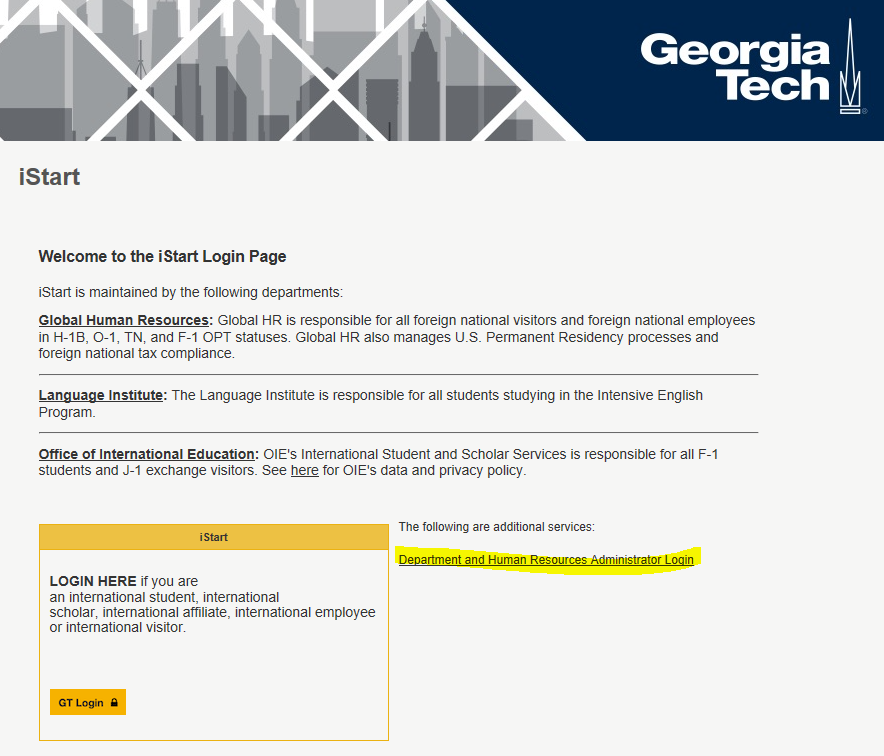 Georgia
Tech
iStart
Welcome to the iStart Login Page
iStart is maintained by the following departments:
Global Human Resources: Global HR is responsible for all foreign national visitors and foreign national employees
in H-1B, O-1, TN, and F-1 OPT statuses. Global HR also manages U.S. Permanent Residency processes and
foreign national tax compliance.
Language Institute: The Language Institute is responsible for all students studying in the Intensive English
Program.
Office of International Education: OIE's International Student and Scholar Services is responsible for all F-1
students and J-1 exchange visitors. See here for OIE's data and privacy policy.
iStart
LOGIN HERE if you are
an international student, international
scholar, international affiliate, international employee
or international visitor.
GT Login
The following are additional services:
Department and Human Resources Administrator Login